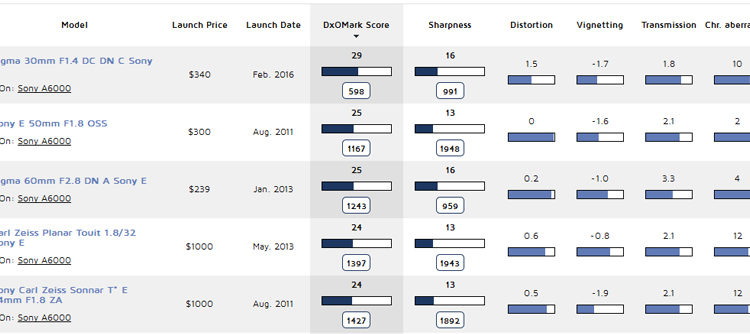 Model Launch Price Launch Date DxOMark Score Sharpness Distortion Vignetting Transmission Chr. aberra
gma 30mm F1.4 DC DN C Sony $340 Feb. 2016 29 16 1.5 -1.7 1.8 10
On: Sony A6000 598 991
ony E 50mm F1.8 OSS $300 Aug. 2011 25 13 0 -1.6 2.1 2
On: Sony A6000 1167 1948
gma 60mm F2.8 DN A Sony E $239 Jan. 2013 25 16 0.2 -1.0 3.3 4
On: Sony A6000 1243 959
arl Zeiss Planar Touit 1.8/32 $1000 May. 2013 24 13 0.6 -0.8 2.1 12
ony E
On: Sony A6000 1397 1943
ony Carl Zeiss Sonnar T* E $1000 Aug. 2011 24 13 0.5 -1.9 2.1 12
4mm F1.8 ZA
On: Sony A6000 1427 1892